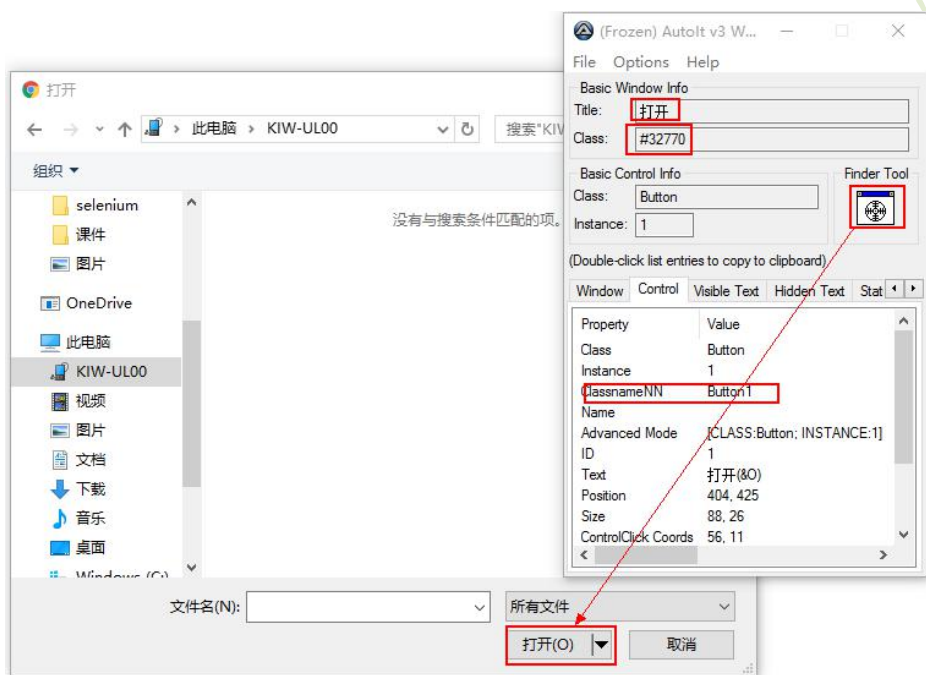 (Frozen) AutoIt v3 W...
File Options Help
Basic Window Info
Title: 打开
Class: #32770
Basic Control Info
Finder Tool
Class: Button
Instance: 1
(Double-click list entries to copy to clipboard)
Window Control Visible Text Hidden Text Stat
Property Value
Class Button
Instance 1
ClassnameNN Button1
Name
Advanced Mode [CLASS:Button; INSTANCE:1]
ID 1
Text 打开(&O)
Position 404, 425
Size 88, 26
ControlClick Coords 56, 11
打开
此电脑 > KIW-UL00
搜索"KIW
组织
selenium
课件
图片
OneDrive
此电脑
KIW-UL00
视频
图片
文档
下载
音乐
桌面
Windows (C:)
没有与搜索条件匹配的项。
文件名(N):
所有文件
打开(O)
取消